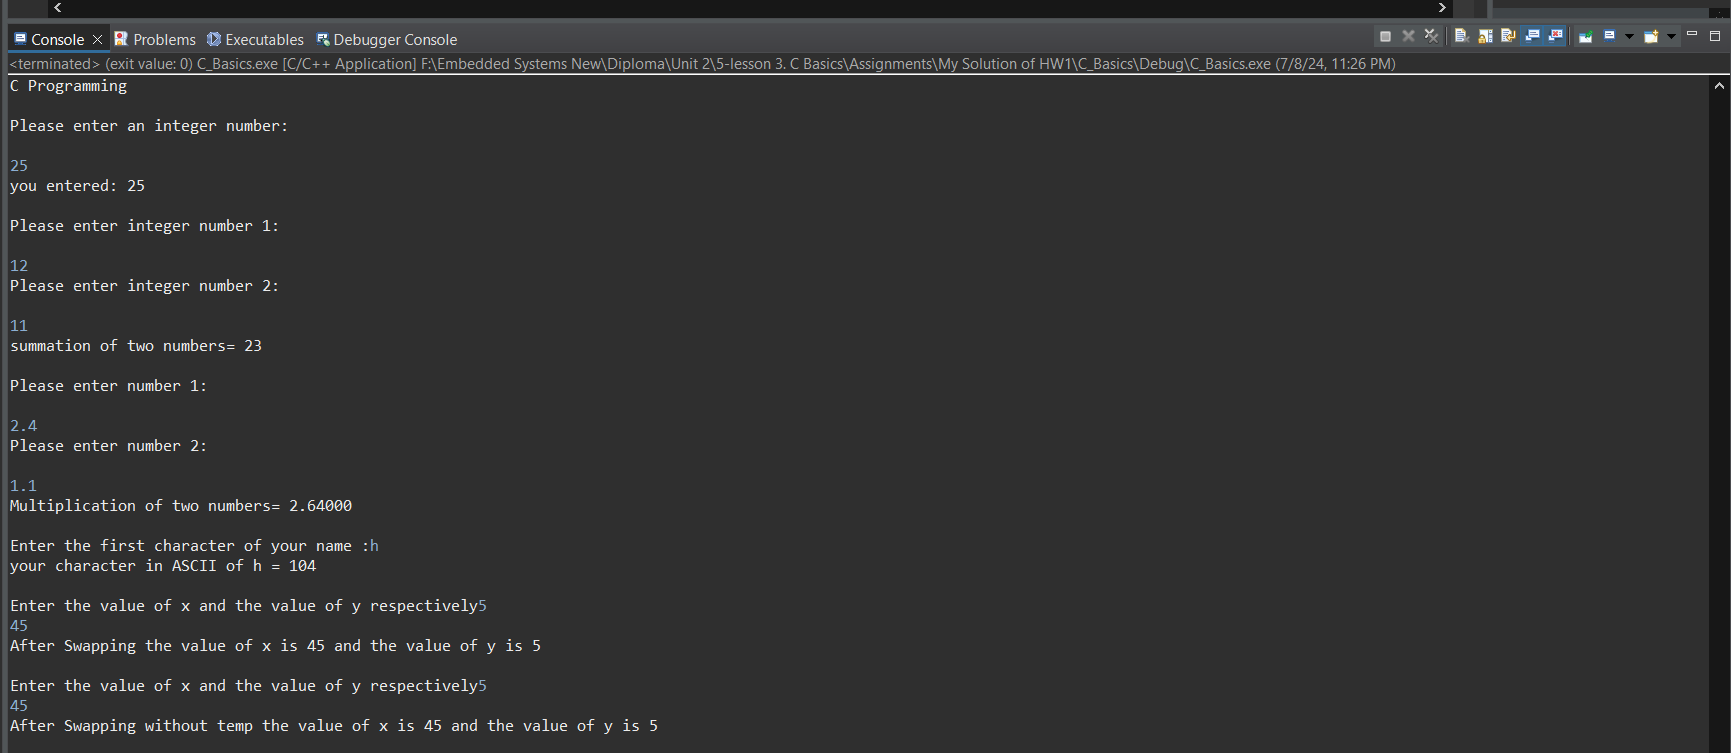 Console Problems Executables Debugger Console
<terminated> (exit value: 0) C_Basics.exe [C/C++ Application] F:\Embedded Systems New\Diploma\Unit 2\5-lesson 3. C Basics\Assignments\My Solution of HW1\C_Basics\Debug\C_Basics.exe (7/8/24, 11:26 PM)
C Programming
Please enter an integer number:
25
you entered: 25
Please enter integer number 1:
12
Please enter integer number 2:
11
summation of two numbers= 23
Please enter number 1:
2.4
Please enter number 2:
1.1
Multiplication of two numbers= 2.64000
Enter the first character of your name :h
your character in ASCII of h = 104
Enter the value of x and the value of y respectively5
45
After Swapping the value of x is 45 and the value of y is 5
Enter the value of x and the value of y respectively5
45
After Swapping without temp the value of x is 45 and the value of y is 5